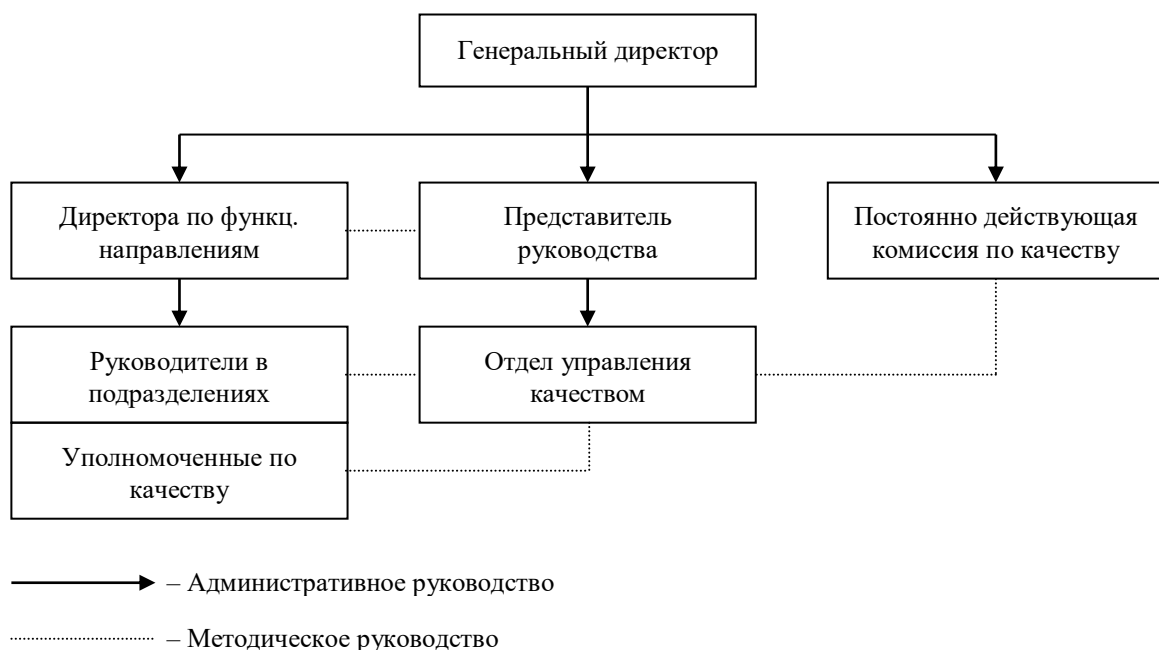 Генеральный директор
Директора по функц.
направлениям
Представитель
руководства
Постоянно действующая
комиссия по качеству
Руководители в
подразделениях
Отдел управления
качеством
Уполномоченные по
качеству
– Административное руководство
– Методическое руководство